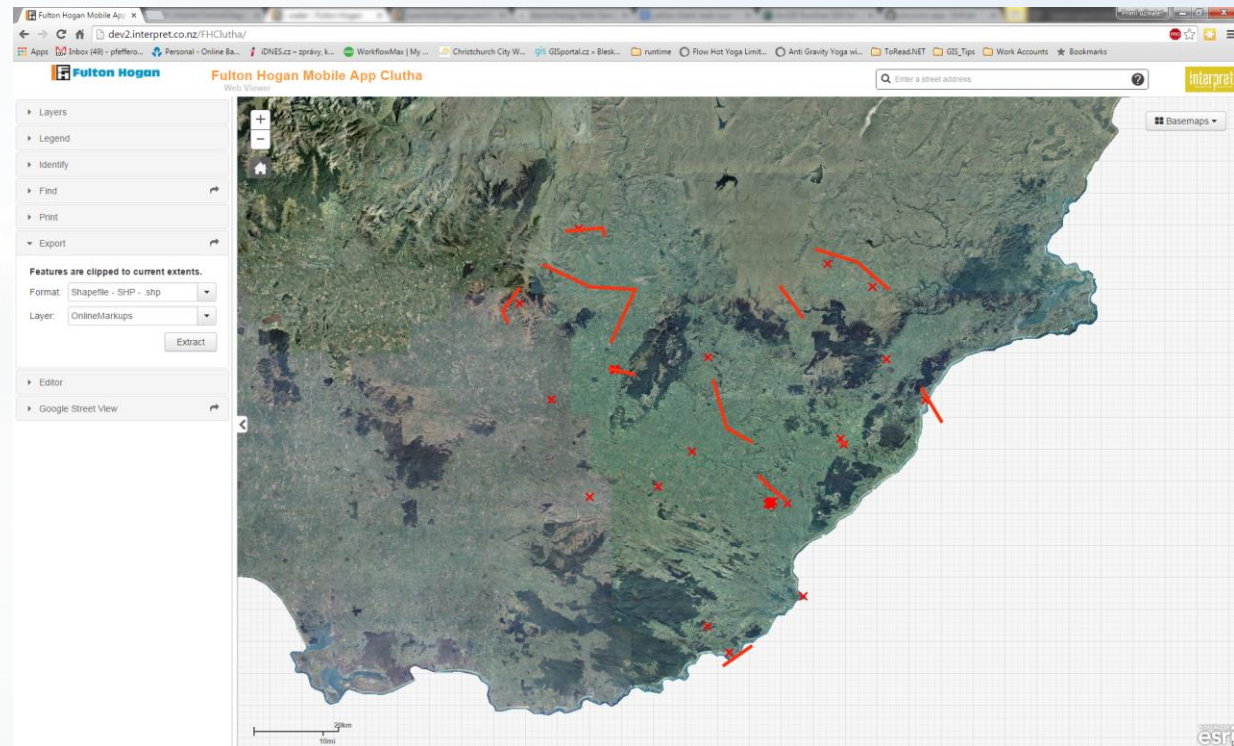 Fulton Hogan Mobile Ap
dev2.interpret.co.nz/FHClutha/
Apps
Inbox (49) - pfeffero...
Personal - Online Ba...
iDNES.cz – zprávy, k...
WorkflowMax | My ...
Christchurch City W...
GISportal.cz » Blesk...
runtime
Flow Hot Yoga Limit...
Anti Gravity Yoga wi...
ToRead.NET
GIS_Tips
Work Accounts
Bookmarks
Fulton Hogan
Fulton Hogan Mobile App Clutha
Web Viewer
Enter a street address
?
interpret
Layers
Legend
Identify
Find
Print
Export
Features are clipped to current extents.
Format: Shapefile - SHP - .shp
Layer: OnlineMarkups
Extract
Editor
Google Street View
+
−
Basemaps
20km
10mi
esri